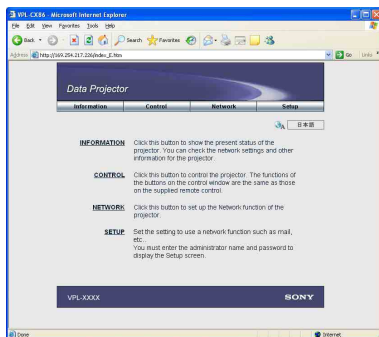 VPL-CX86 - Microsoft Internet Explorer
File Edit View Favorites Tools Help
Back Search Favorites
Address http://169.254.217.226/index_E.htm Go Links
Data Projector
Information Control Network Setup
日本語
INFORMATION Click this button to show the present status of the
projector. You can check the network settings and other
information for the projector.
CONTROL Click this button to control the projector. The functions of
the buttons on the control window are the same as those
on the supplied remote control.
NETWORK Click this button to set up the Network function of the
projector.
SETUP Set the setting to use a network function such as mail,
etc..
You must enter the administrator name and password to
display the Setup screen.
VPL-XXXX SONY
Done Internet